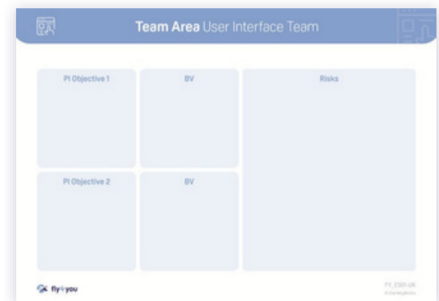 Team Area User Interface Team
PI Objective 1
BV
Risks
PI Objective 2
BV
fly4you